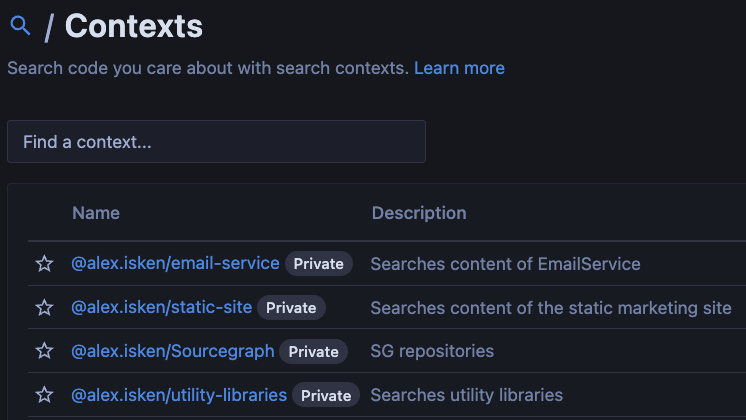 / Contexts
Search code you care about with search contexts. Learn more
Find a context...
Name Description
@alex.isken/email-service Private Searches content of EmailService
@alex.isken/static-site Private Searches content of the static marketing site
@alex.isken/Sourcegraph Private SG repositories
@alex.isken/utility-libraries Private Searches utility libraries